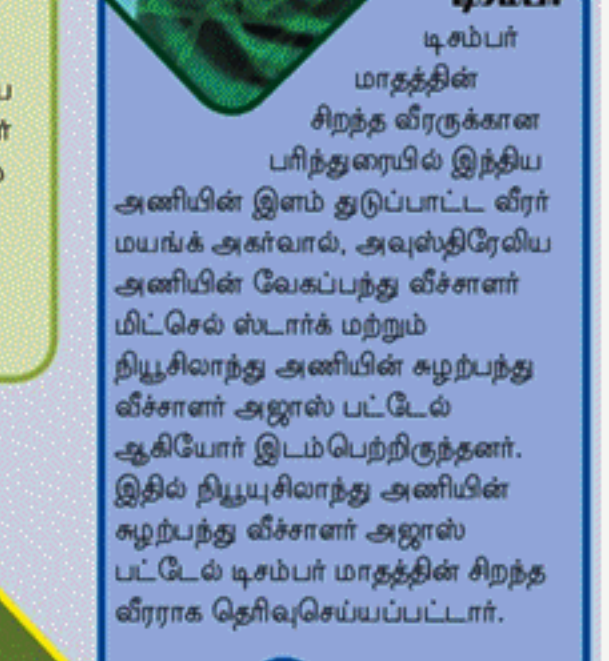 டிசம்பர்
மாதத்தின்
சிறந்த வீரருக்கான
பரிந்துரையில் இந்திய
அணியின் இளம் துடுப்பாட்ட வீரர்
மயங்க் அகர்வால், அவுஸ்திரேலிய
அணியின் வேகப்பந்து வீச்சாளர்
மிட்செல் ஸ்டார்க் மற்றும்
நியூசிலாந்து அணியின் சுழற்பந்து
வீச்சாளர் அஜாஸ் பட்டேல்
ஆகியோர் இடம்பெற்றிருந்தனர்.
இதில் நியூயுசிலாந்து அணியின்
சுழற்பந்து வீச்சாளர் அஜாஸ்
பட்டேல் டிசம்பர் மாதத்தின் சிறந்த
வீரராக தெரிவுசெய்யப்பட்டார்.